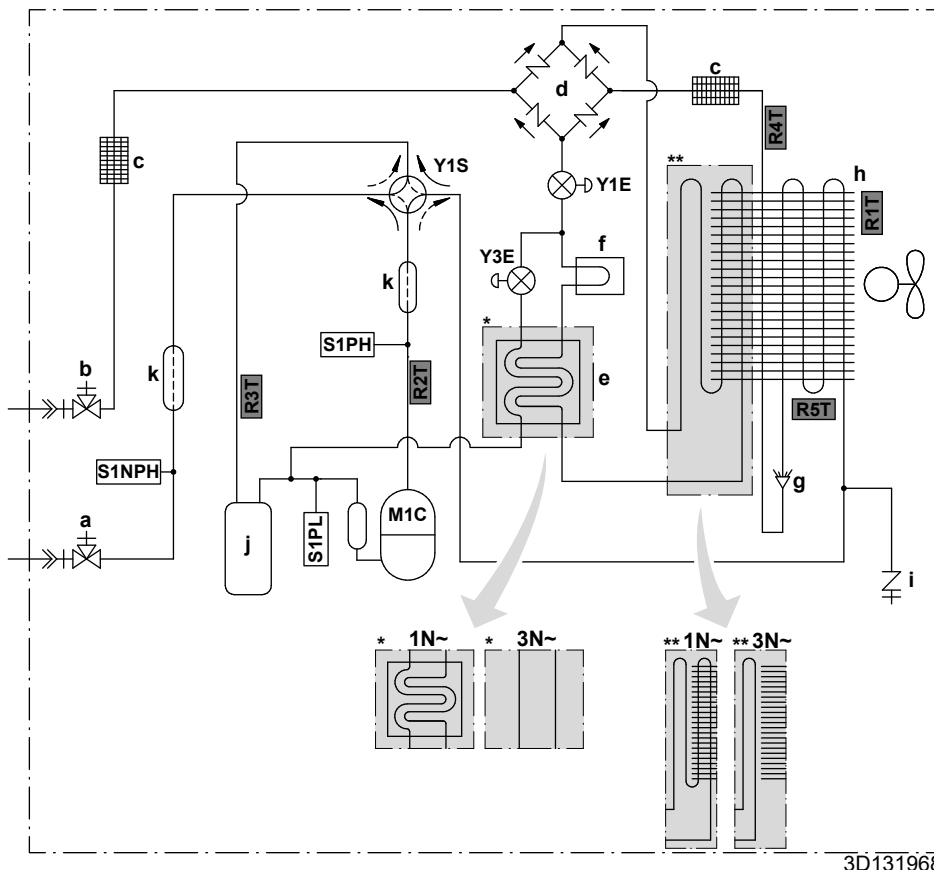 d
c
R4T
c
Y1S
**
h
R1T
Y1E
f
Y3E
k
S1PH
*
e
b
k
R3T
R2T
R5T
S1NPH
g
a
M1C
j
S1PL
i
* 1N~
* 3N~
** 1N~
** 3N~
3D131968